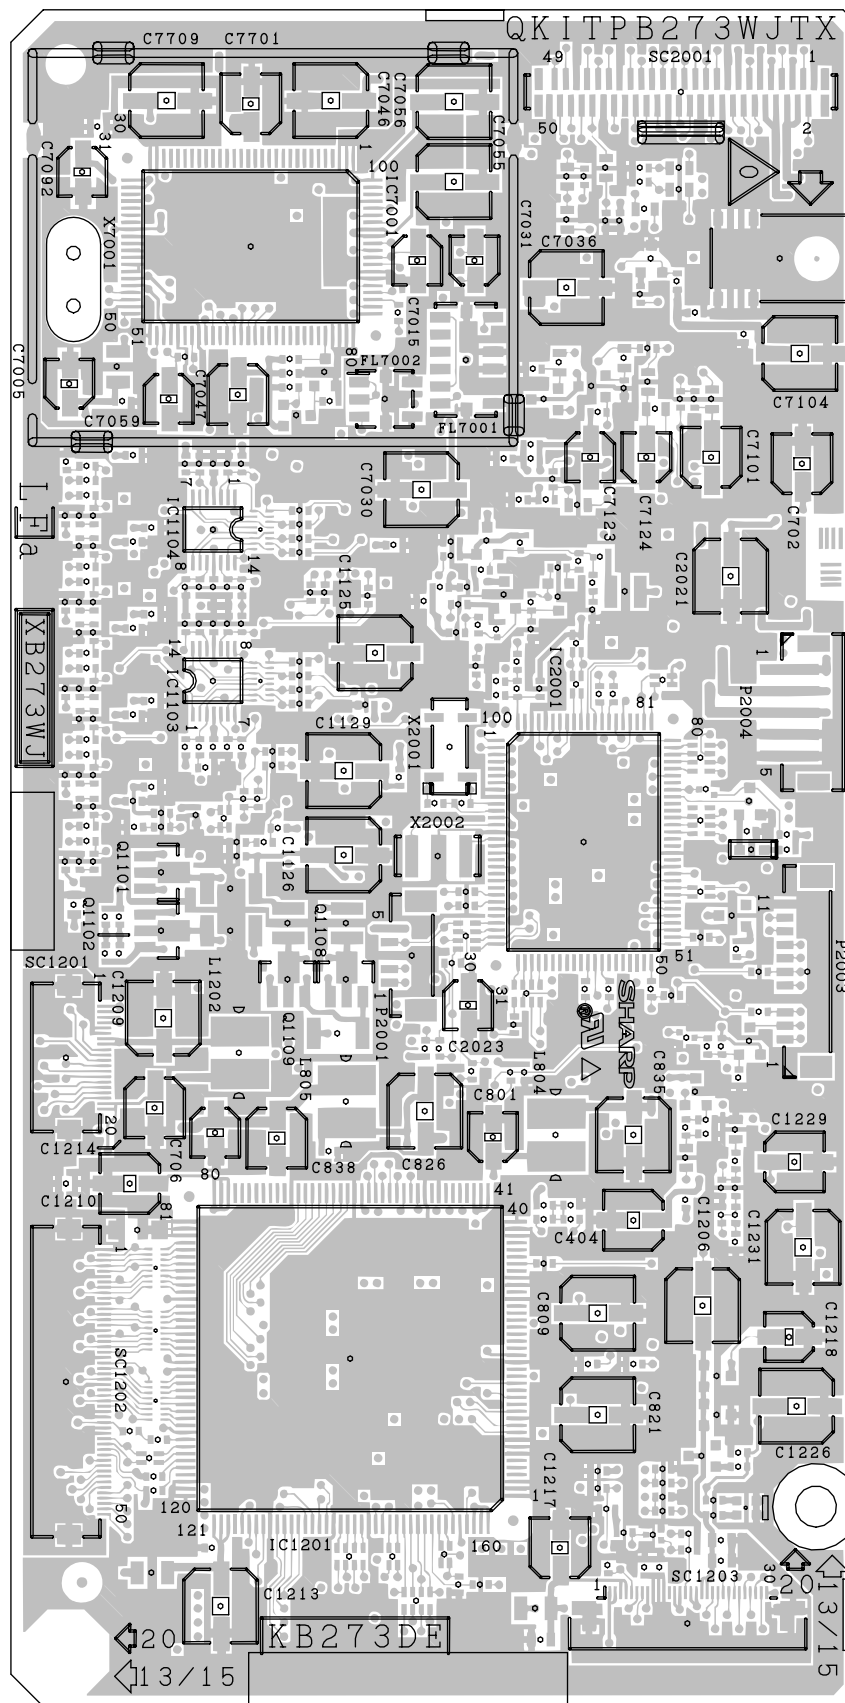 QKITPB273WJTX
C7709 C7701
49 SC2001 1
C7056
C7046
30
31
50 2
1
100
C7055
C7092
IC7001
0
X7001
C7031
C7036
50
51
C7015
80
FL7002
C7005
C7047
C7059
FL7001
C7104
C7030
C7101
7 1
L
F
a
IC1104
8 14
C7123
C7124
C702
C2021
C1125
14 8
IC1103
1 7
IC2001
81
1
P2004
XB273WJ
C1129
X2001
100
1
80
5
X2002
Q1101
C1126
Q1102
Q1108
5
11
SC1201
1
30
50
51
P2003
C1209
L1202
31
SHARP
D
Q1109
1
P2001
C2023
L805
D
L804
C801
C835
1
20
C1214
C706
C838
C826
D
D
D
D
C1229
80
C1210
81
41
40
1
C404
C1206
C1231
C809
C1218
SC1202
C821
C1226
50
120
C1217
1
121
IC1201
160
SC1203
1 30
20
C1213
13/15
20
KB273DE
13/15